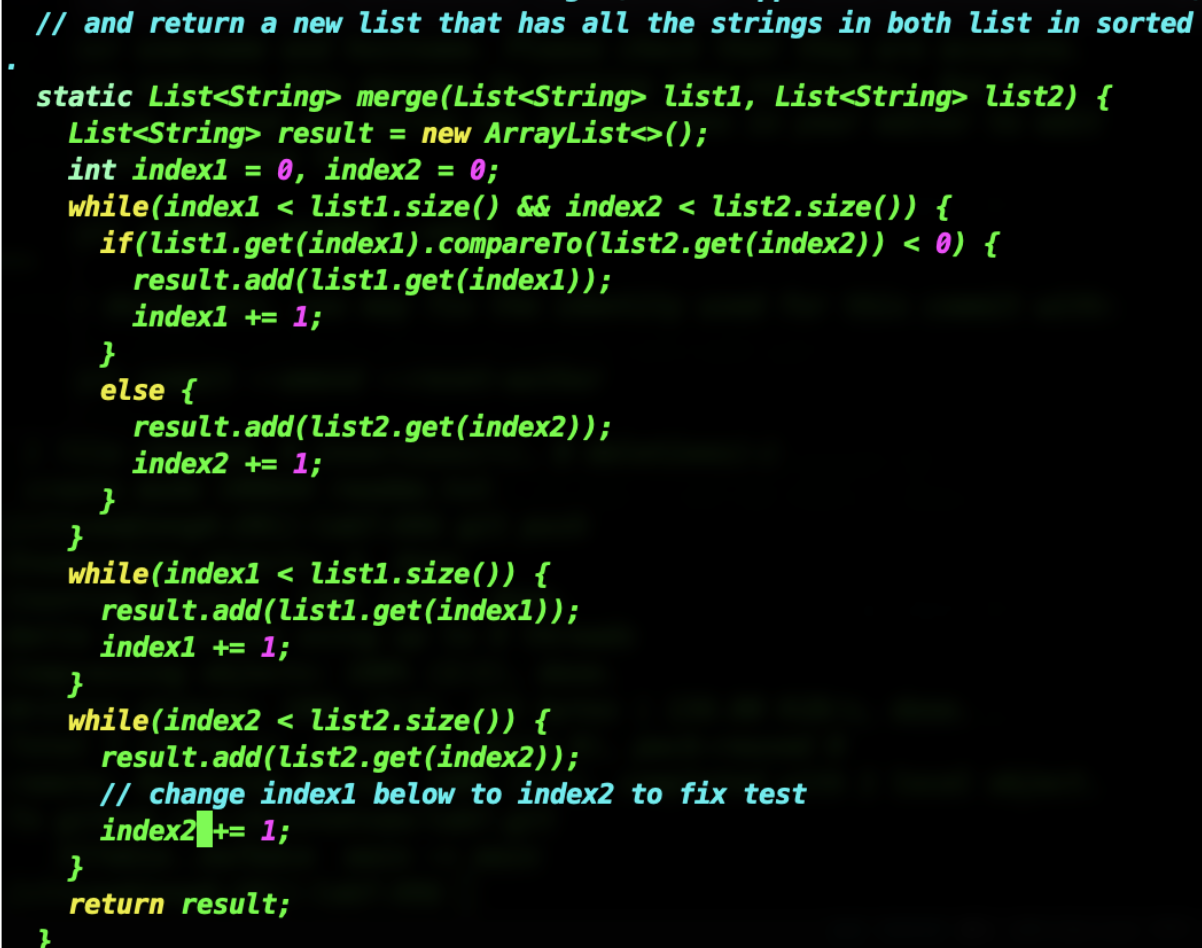 // and return a new list that has all the strings in both list in sorted
.
static List<String> merge(List<String> list1, List<String> list2) {
List<String> result = new ArrayList<>();
int index1 = 0, index2 = 0;
while(index1 < list1.size() && index2 < list2.size()) {
if(list1.get(index1).compareTo(list2.get(index2)) < 0) {
result.add(list1.get(index1));
index1 += 1;
}
else {
result.add(list2.get(index2));
index2 += 1;
}
}
while(index1 < list1.size()) {
result.add(list1.get(index1));
index1 += 1;
}
while(index2 < list2.size()) {
result.add(list2.get(index2));
// change index1 below to index2 to fix test
index2 += 1;
}
return result;
}